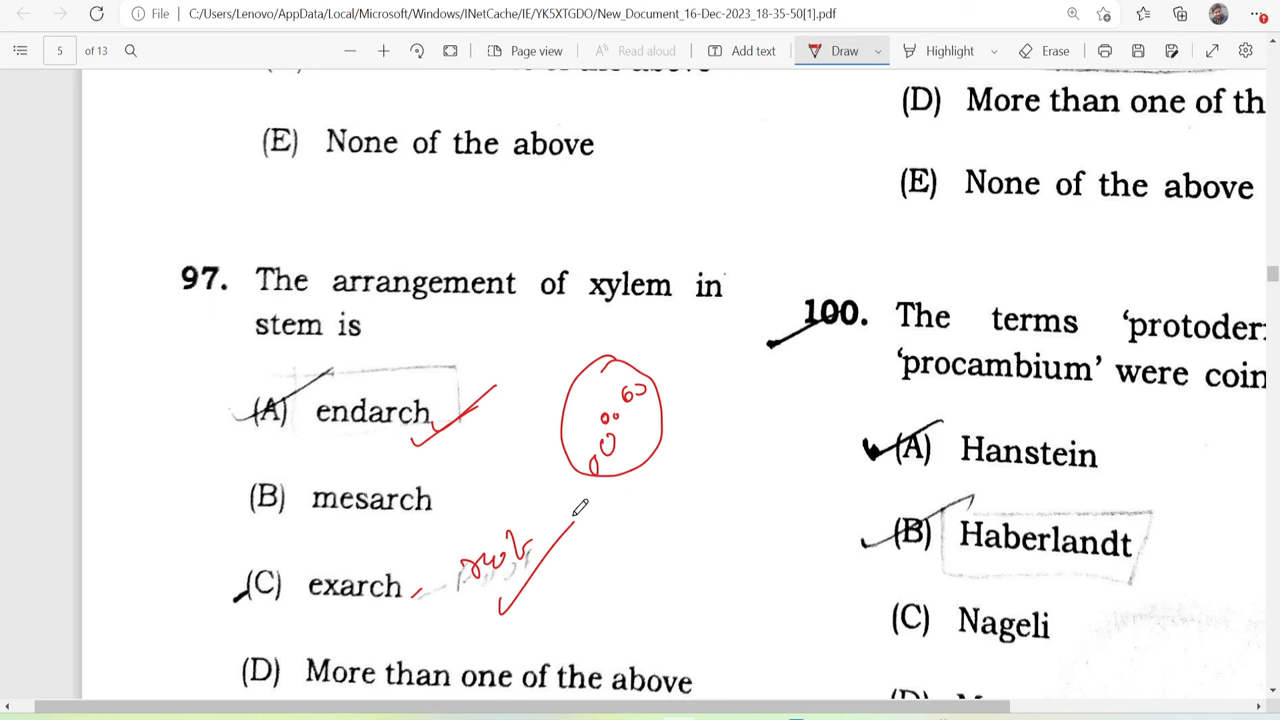 File
C:/Users/Lenovo/AppData/Local/Microsoft/Windows/INetCache/IE/YK5XTGDO/New_Document_16-Dec-2023_18-35-50[1].pdf
5 of 13
Page view
Read aloud
Add text
Draw
Highlight
Erase
(E) None of the above
97. The arrangement of xylem in
stem is
(A) endarch
(B) mesarch
(C) exarch
(D) More than one of the above
(D) More than one of th
(E) None of the above
100. The terms 'protoder
'procambium' were coin
(A) Hanstein
(B) Haberlandt
(C) Nageli